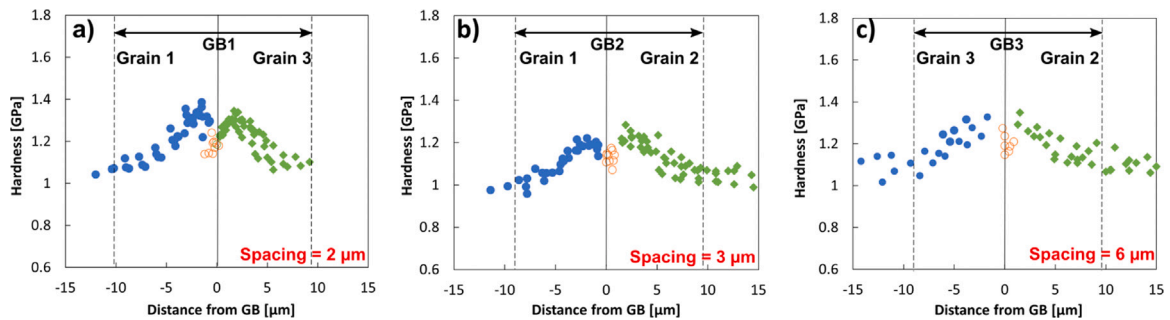 a)
GB1
Grain 1
Grain 3
Hardness [GPa]
1.8
1.6
1.4
1.2
1
0.8
0.6
Spacing = 2 µm
-15 -10 -5 0 5 10 15
Distance from GB [µm]
b)
GB2
Grain 1
Grain 2
Hardness [GPa]
1.8
1.6
1.4
1.2
1
0.8
0.6
Spacing = 3 µm
-15 -10 -5 0 5 10 15
Distance from GB [µm]
c)
GB3
Grain 3
Grain 2
Hardness [GPa]
1.8
1.6
1.4
1.2
1
0.8
0.6
Spacing = 6 µm
-15 -10 -5 0 5 10 15
Distance from GB [µm]